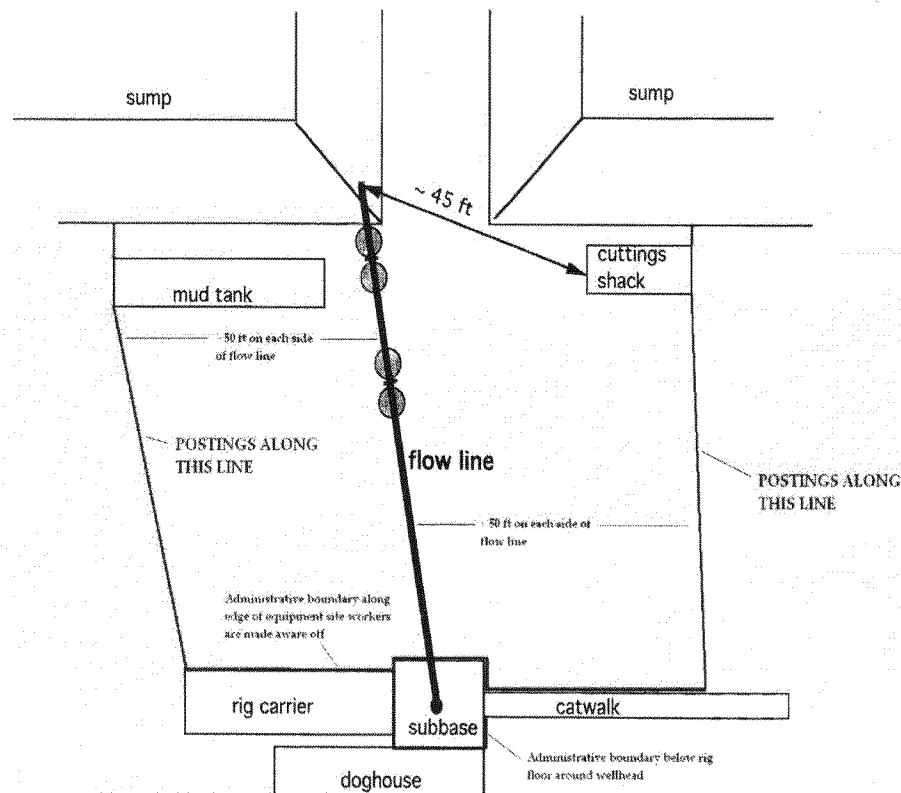 sump
sump
~ 45 ft
cuttings
shack
mud tank
~ 50 ft on each side
of flow line
POSTINGS ALONG
THIS LINE
flow line
POSTINGS ALONG
THIS LINE
~ 50 ft on each side of
flow line
Administrative boundary along
edge of equipment site workers
are made aware off
rig carrier
catwalk
subbase
Administrative boundary below rig
floor around wellhead
doghouse